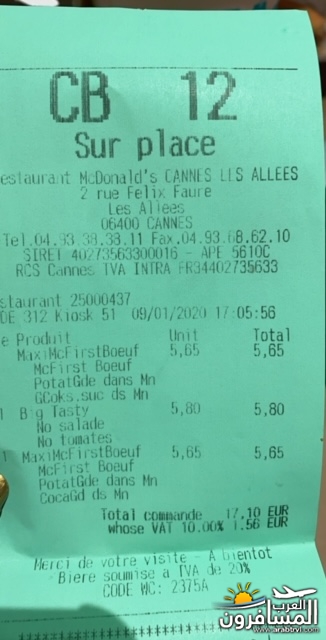 CB 12
Sur place
estaurant McDonald's CANNES LES ALLEES
2 rue Felix Faure
Les Allees
06400 CANNES
Tel.04.93.38.38.11 Fax.04.93.68.62.10
SIRET 40273563300016 - APE 5610C
RCS Cannes TVA INTRA FR34402735633
staurant 25000437
DE 312 Kiosk 51 09/01/2020 17:05:56
e Produit Unit Total
MaxiMcFirstBoeuf 5,65 5,65
McFirst Boeuf
PotatGde dans Mn
GCoks.suc ds Mn
1 Big Tasty 5,80 5,80
No salade
No tomates
1 MaxiMcFirstBoeuf 5,65 5,65
McFirst Boeuf
PotatGde dans Mn
CocaGd ds Mn
Total commande 17.10 EUR
whose VAT 10.00% 1.56 EUR
Merci de votre visite - A bientot
Biere soumise a TVA de 20%
CODE WC: 2375A
العرب
المسافرون
www.arabtrvl.com